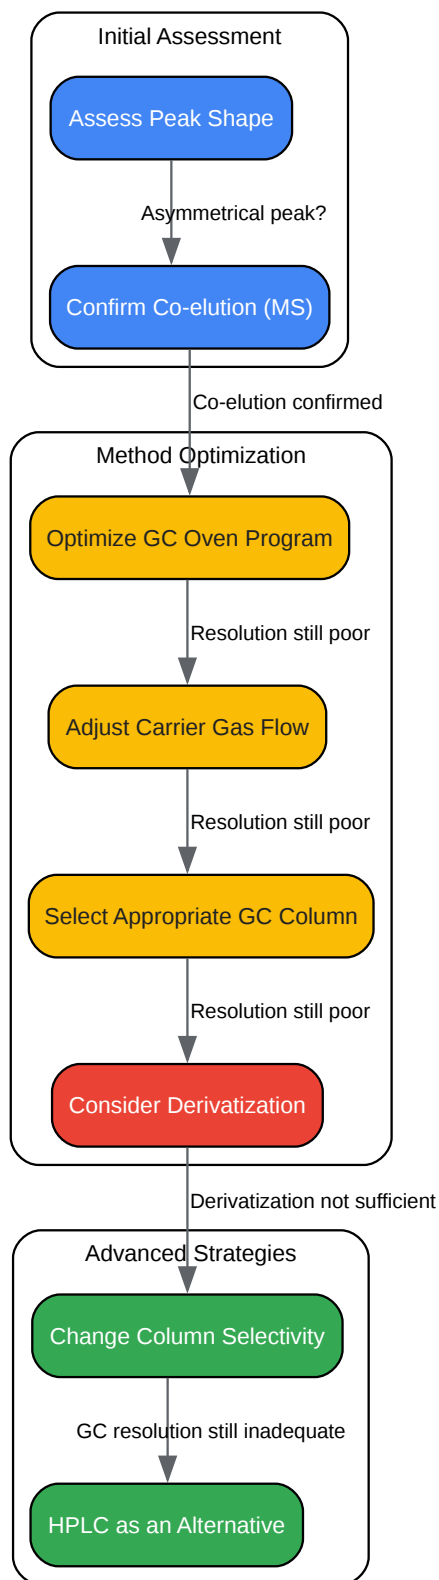 Initial Assessment
Assess Peak Shape
Asymmetrical peak?
Confirm Co-elution (MS)
Co-elution confirmed
Method Optimization
Optimize GC Oven Program
Resolution still poor
Adjust Carrier Gas Flow
Resolution still poor
Select Appropriate GC Column
Resolution still poor
Consider Derivatization
Derivatization not sufficient
Advanced Strategies
Change Column Selectivity
GC resolution still inadequate
HPLC as an Alternative